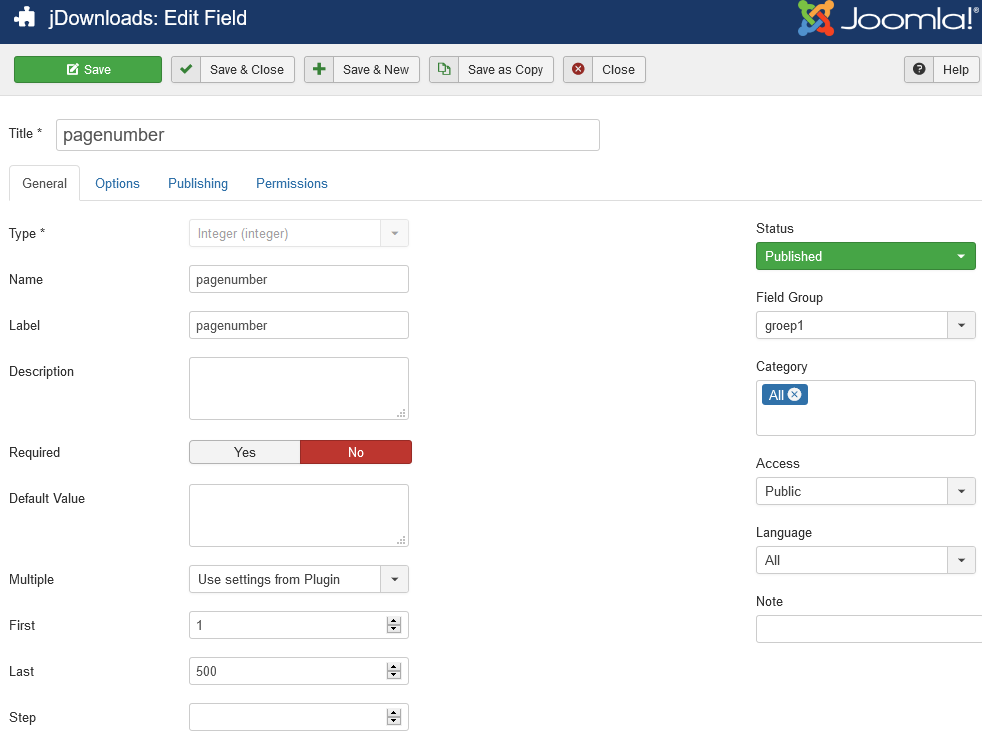 jDownloads: Edit Field
Joomla!®
Save
Save & Close
Save & New
Save as Copy
Close
Help
Title *
pagenumber
General
Options
Publishing
Permissions
Type *
Integer (integer)
Name
pagenumber
Label
pagenumber
Description
Required
Yes
No
Default Value
Multiple
Use settings from Plugin
First
1
Last
500
Step
Status
Published
Field Group
groep1
Category
All
Access
Public
Language
All
Note